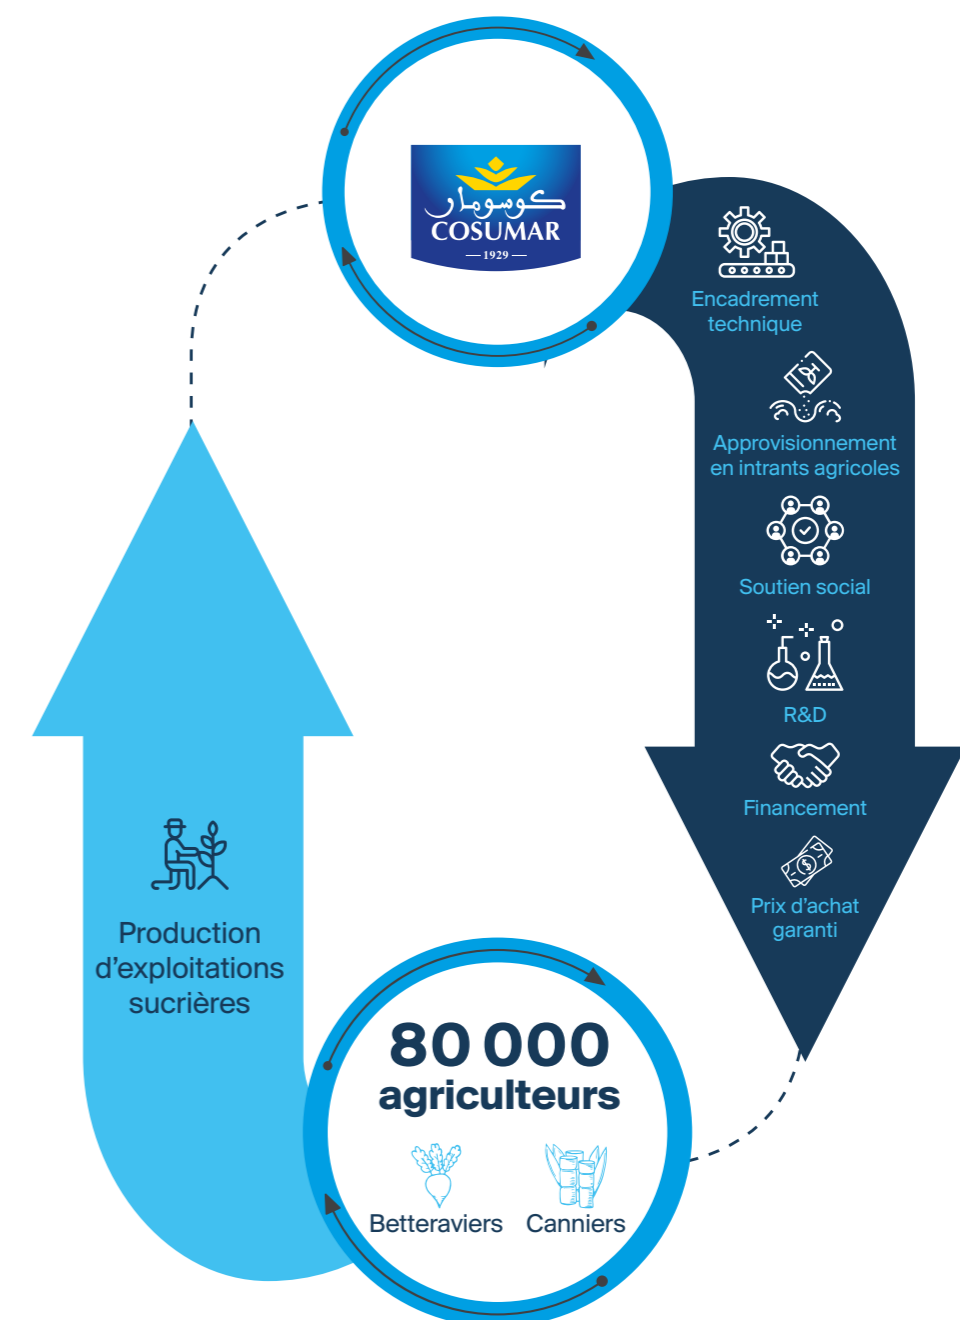 كوسومار
COSUMAR
1929
Encadrement
technique
Approvisionnement
en intrants agricoles
Soutien social
R&D
Financement
Prix d'achat
garanti
Production
d'exploitations
sucrières
80 000
agriculteurs
Betteraviers Canniers